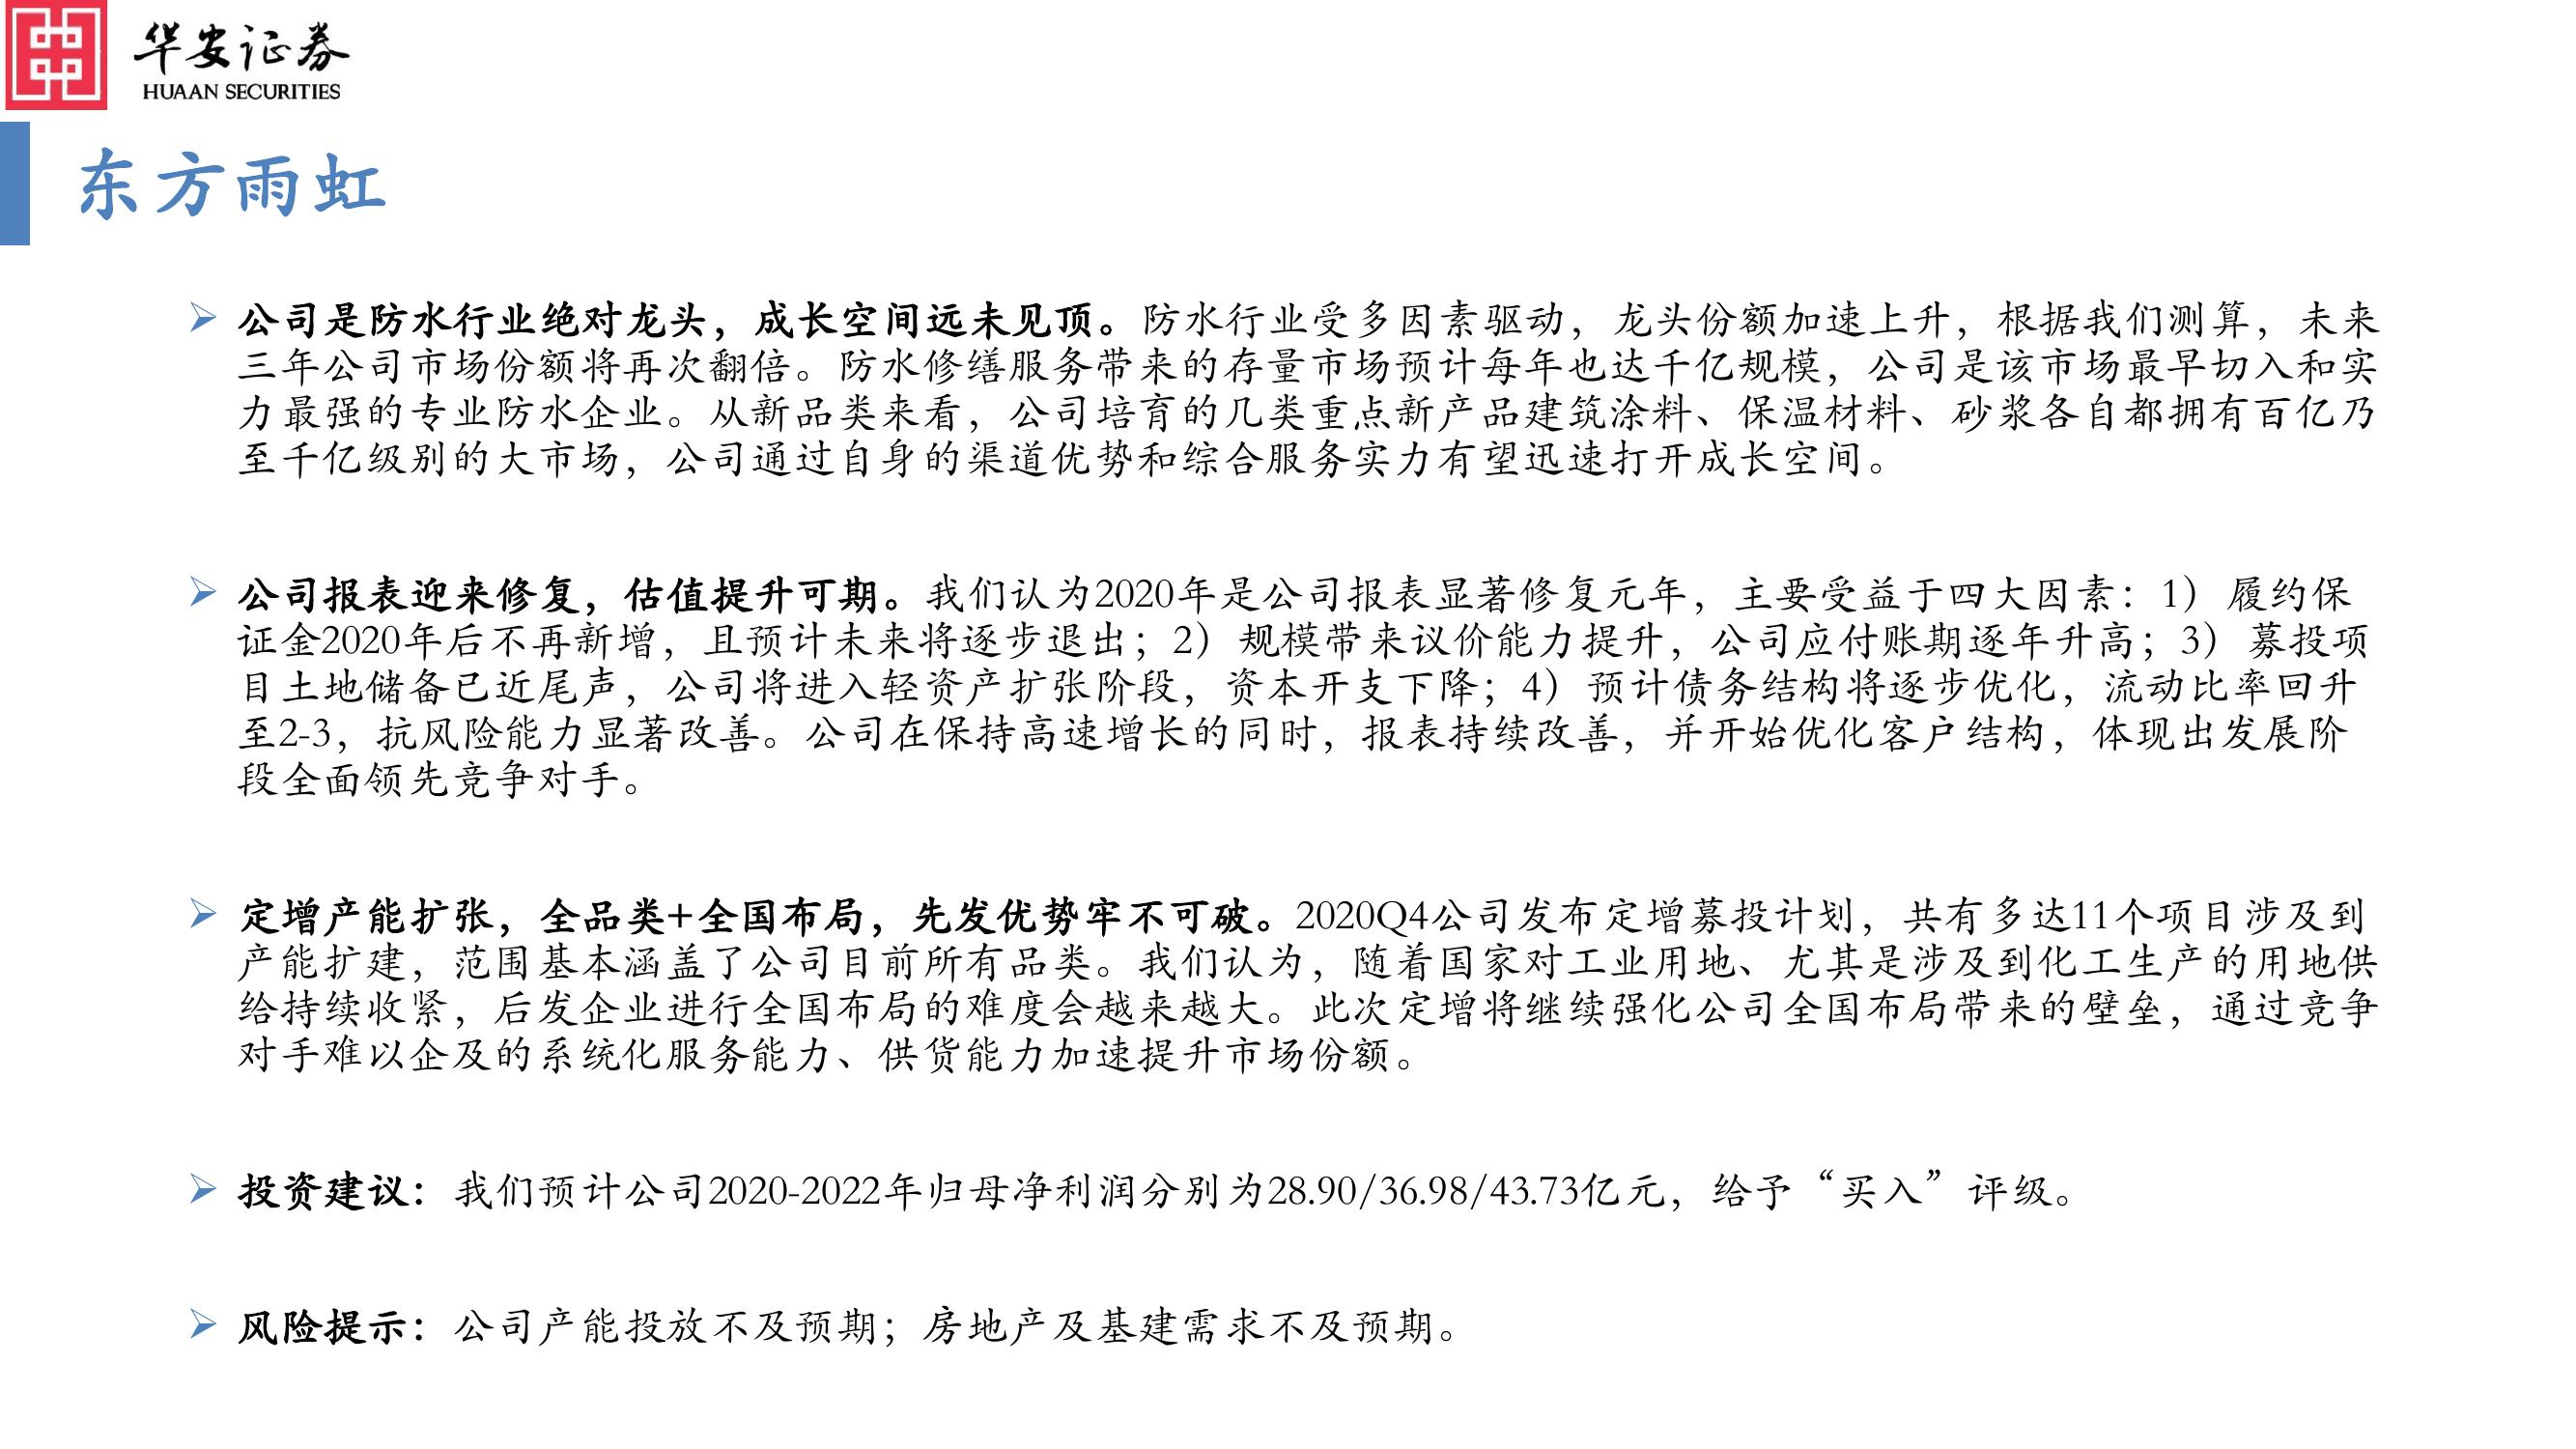 华安证券
HUAAN SECURITIES
东方雨虹
公司是防水行业绝对龙头，成长空间远未见顶。防水行业受多因素驱动，龙头份额加速上升，根据我们测算，未来
三年公司市场份额将再次翻倍。防水修缮服务带来的存量市场预计每年也达千亿规模，公司是该市场最早切入和实
力最强的专业防水企业。从新品类来看，公司培育的几类重点新产品建筑涂料、保温材料、砂浆各自都拥有百亿乃
至千亿级别的大市场，公司通过自身的渠道优势和综合服务实力有望迅速打开成长空间。
公司报表迎来修复，估值提升可期。我们认为2020年是公司报表显著修复元年，主要受益于四大因素：1）履约保
证金2020年后不再新增，且预计未来将逐步退出；2）规模带来议价能力提升，公司应付账期逐年升高；3）募投项
目土地储备已近尾声，公司将进入轻资产扩张阶段，资本开支下降；4）预计债务结构将逐步优化，流动比率回升
至2-3，抗风险能力显著改善。公司在保持高速增长的同时，报表持续改善，并开始优化客户结构，体现出发展阶
段全面领先竞争对手。
定增产能扩张，全品类+全国布局，先发优势牢不可破。2020Q4公司发布定增募投计划，共有多达11个项目涉及到
产能扩建，范围基本涵盖了公司目前所有品类。我们认为，随着国家对工业用地、尤其是涉及到化工生产的用地供
给持续收紧，后发企业进行全国布局的难度会越来越大。此次定增将继续强化公司全国布局带来的壁垒，通过竞争
对手难以企及的系统化服务能力、供货能力加速提升市场份额。
投资建议：我们预计公司2020-2022年归母净利润分别为28.90/36.98/43.73亿元，给予“买入”评级。
风险提示：公司产能投放不及预期；房地产及基建需求不及预期。